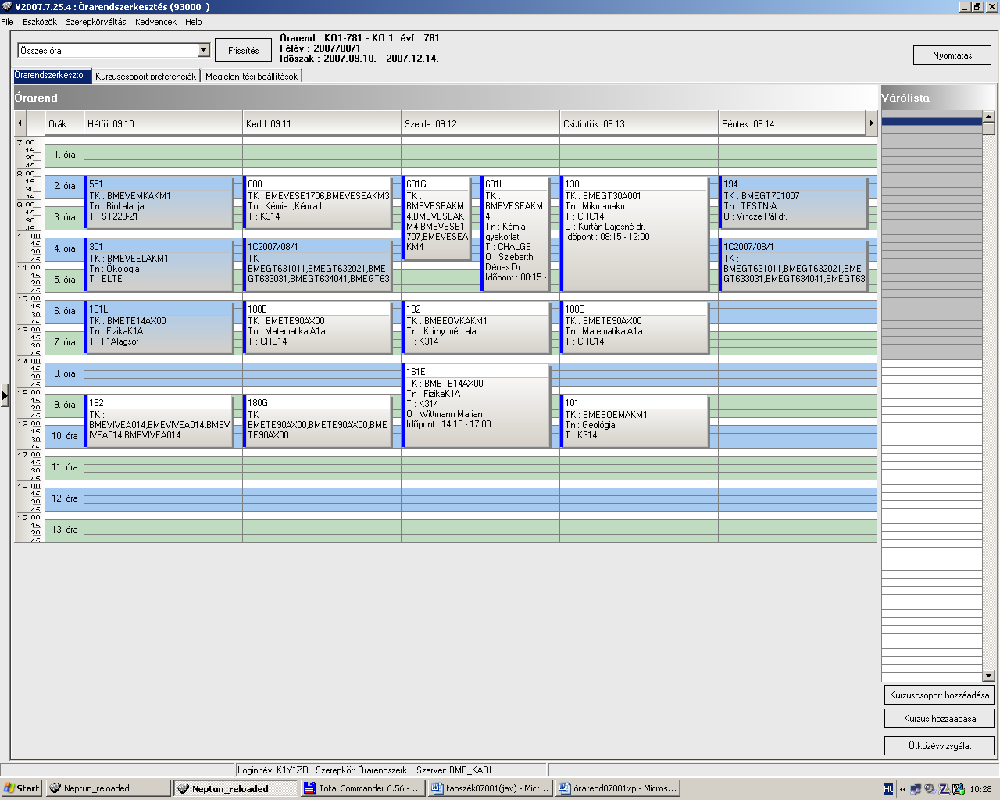 V2007.7.25.4 : Órarendszerkesztés (93000  )
File Eszközök Szerepkörváltás Kedvencek Help
Összes óra
Frissítés
Órarend : KO1-781 - KO 1. évf.  781
Félév : 2007/08/1
Időszak : 2007.09.10. - 2007.12.14.
Nyomtatás
Órarendszerkeszto Kurzuscsoport preferenciák Megjelenítési beállítások
Órarend
Várólista
Órák Hétfő 09.10. Kedd 09.11. Szerda 09.12. Csütörtök 09.13. Péntek 09.14.
7 00
15
30
45
1. óra
8 00
15
30
45
2. óra
9 00
15
30
45
3. óra
10 00
15
30
45
4. óra
11 00
15
30
45
5. óra
12 00
15
30
45
6. óra
13 00
15
30
45
7. óra
14 00
15
30
45
8. óra
15 00
15
30
45
9. óra
16 00
15
30
45
10. óra
17 00
15
30
45
11. óra
18 00
15
30
45
12. óra
19 00
15
30
45
13. óra
551
TK : BMEVEMKAKM1
Tn : Biol.alapjai
T : ST220-21
301
TK : BMEVEELAKM1
Tn : Ökológia
T : ELTE
161L
TK : BMETE14AX00
Tn : FizikaK1A
T : F1Alagsor
192
TK :
BMEVIVEA014,BMEVIVEA014,BMEV
IVEA014,BMEVIVEA014
600
TK : BMEVESE1706,BMEVESEAKM3
Tn : Kémia I,Kémia I
T : K314
1C2007/08/1
TK :
BMEGT631011,BMEGT632021,BME
GT633031,BMEGT634041,BMEGT63
180E
TK : BMETE90AX00
Tn : Matematika A1a
T : CHC14
180G
TK :
BMETE90AX00,BMETE90AX00,BME
TE90AX00
601G
TK :
BMEVESEAKM
4,BMEVESEAK
M4,BMEVESE1
707,BMEVESEA
KM4
601L
TK :
BMEVESEAKM
4
Tn : Kémia
gyakorlat
T : CHALGS
O : Szieberth
Dénes Dr
Időpont : 08:15 -
102
TK : BMEEOVKAKM1
Tn : Körny.mér. alap.
T : K314
161E
TK : BMETE14AX00
Tn : FizikaK1A
T : K314
O : Wittmann Marian
Időpont : 14:15 - 17:00
130
TK : BMEGT30A001
Tn : Mikro-makro
T : CHC14
O : Kurtán Lajosné dr.
Időpont : 08:15 - 12:00
180E
TK : BMETE90AX00
Tn : Matematika A1a
T : CHC14
101
TK : BMEEOEMAKM1
Tn : Geológia
T : K314
194
TK : BMEGT701007
Tn : TESTN-A
O : Vincze Pál dr.
1C2007/08/1
TK :
BMEGT631011,BMEGT632021,BME
GT633031,BMEGT634041,BMEGT63
Kurzuscsoport hozzáadása
Kurzus hozzáadása
Ütközésvizsgálat
Loginnév: K1Y1ZR Szerepkör: Órarendszerk. Szerver: BME_KARI
Start Neptun_reloaded Neptun_reloaded Total Commander 6.56 - ... tanszék07081(jav) - Micr... órarend07081xp - Micros... HU « 10:28